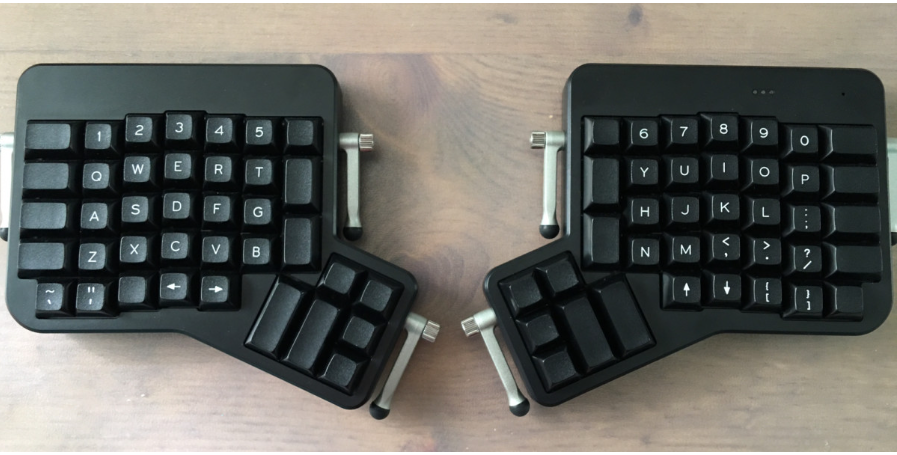 1 2 3 4 5
Q W E R T
A S D F G
Z X C V B
~ ` " ' ← →
6 7 8 9 0
Y U I O P
H J K L : ;
N M < , > . ? /
↑ ↓ { [ } ]